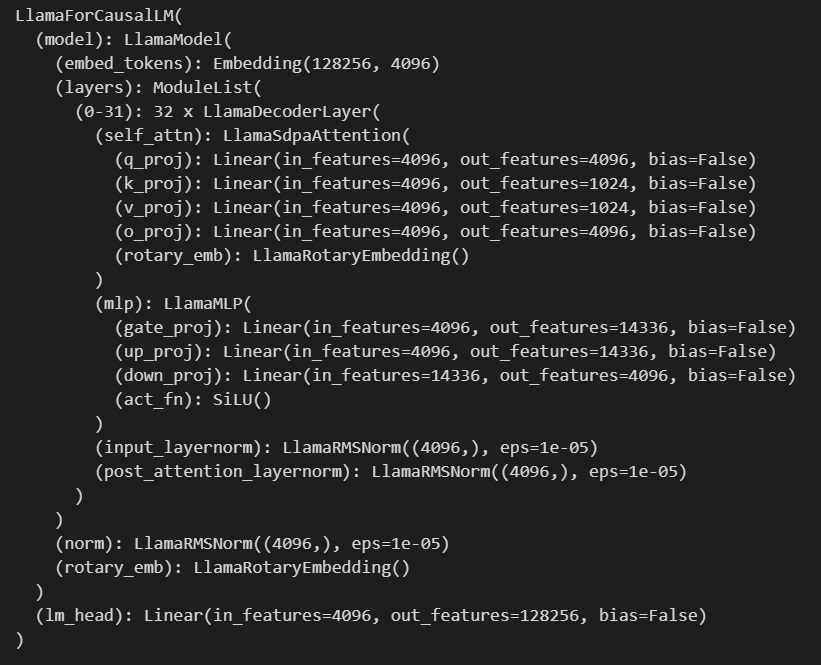 LlamaForCausalLM(
  (model): LlamaModel(
    (embed_tokens): Embedding(128256, 4096)
    (layers): ModuleList(
      (0-31): 32 x LlamaDecoderLayer(
        (self_attn): LlamaSdpaAttention(
          (q_proj): Linear(in_features=4096, out_features=4096, bias=False)
          (k_proj): Linear(in_features=4096, out_features=1024, bias=False)
          (v_proj): Linear(in_features=4096, out_features=1024, bias=False)
          (o_proj): Linear(in_features=4096, out_features=4096, bias=False)
          (rotary_emb): LlamaRotaryEmbedding()
        )
        (mlp): LlamaMLP(
          (gate_proj): Linear(in_features=4096, out_features=14336, bias=False)
          (up_proj): Linear(in_features=4096, out_features=14336, bias=False)
          (down_proj): Linear(in_features=14336, out_features=4096, bias=False)
          (act_fn): SiLU()
        )
        (input_layernorm): LlamaRMSNorm((4096,), eps=1e-05)
        (post_attention_layernorm): LlamaRMSNorm((4096,), eps=1e-05)
      )
    )
    (norm): LlamaRMSNorm((4096,), eps=1e-05)
    (rotary_emb): LlamaRotaryEmbedding()
  )
  (lm_head): Linear(in_features=4096, out_features=128256, bias=False)
)